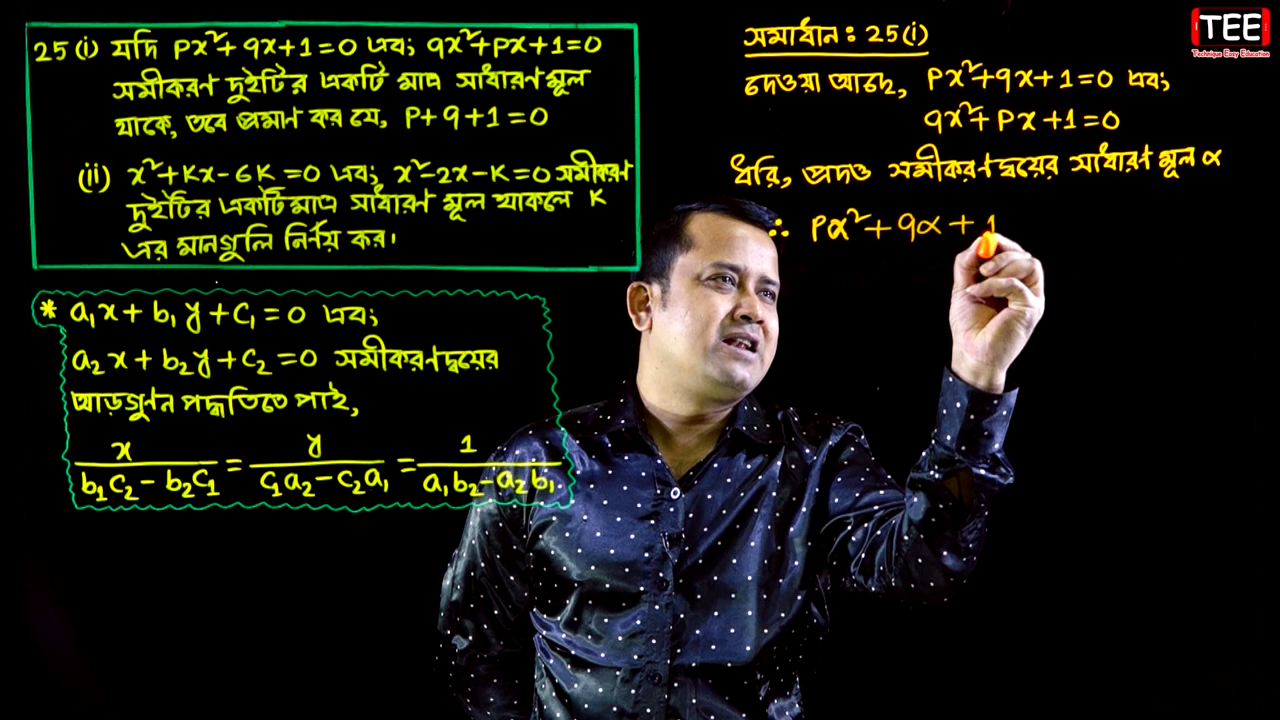 25 (i) যদি px²+qx+1=0 এবং qx²+px+1=0
সমীকরণ দুইটির একটি মাত্র সাধারণ মূল
থাকে, তবে প্রমাণ কর যে, p+q+1=0
(ii) x²+Kx-6K=0 এবং x²-2x-K=0 সমীকরণ
দুইটির একটিমাত্র সাধারণ মূল থাকলে K
এর মানগুলি নির্ণয় কর।
* a₁x+b₁y+c₁=0 এবং
a₂x+b₂y+c₂=0 সমীকরণদ্বয়ের
আড়গুণন পদ্ধতিতে পাই,
x/(b₁c₂-b₂c₁) = y/(c₁a₂-c₂a₁) = 1/(a₁b₂-a₂b₁)
সমাধান: 25(i)
দেওয়া আছে, px²+qx+1=0 এবং
qx²+px+1=0
ধরি, প্রদত্ত সমীকরণদ্বয়ের সাধারণ মূল α
∴ pα²+qα+1
TEE
Technique Easy Education